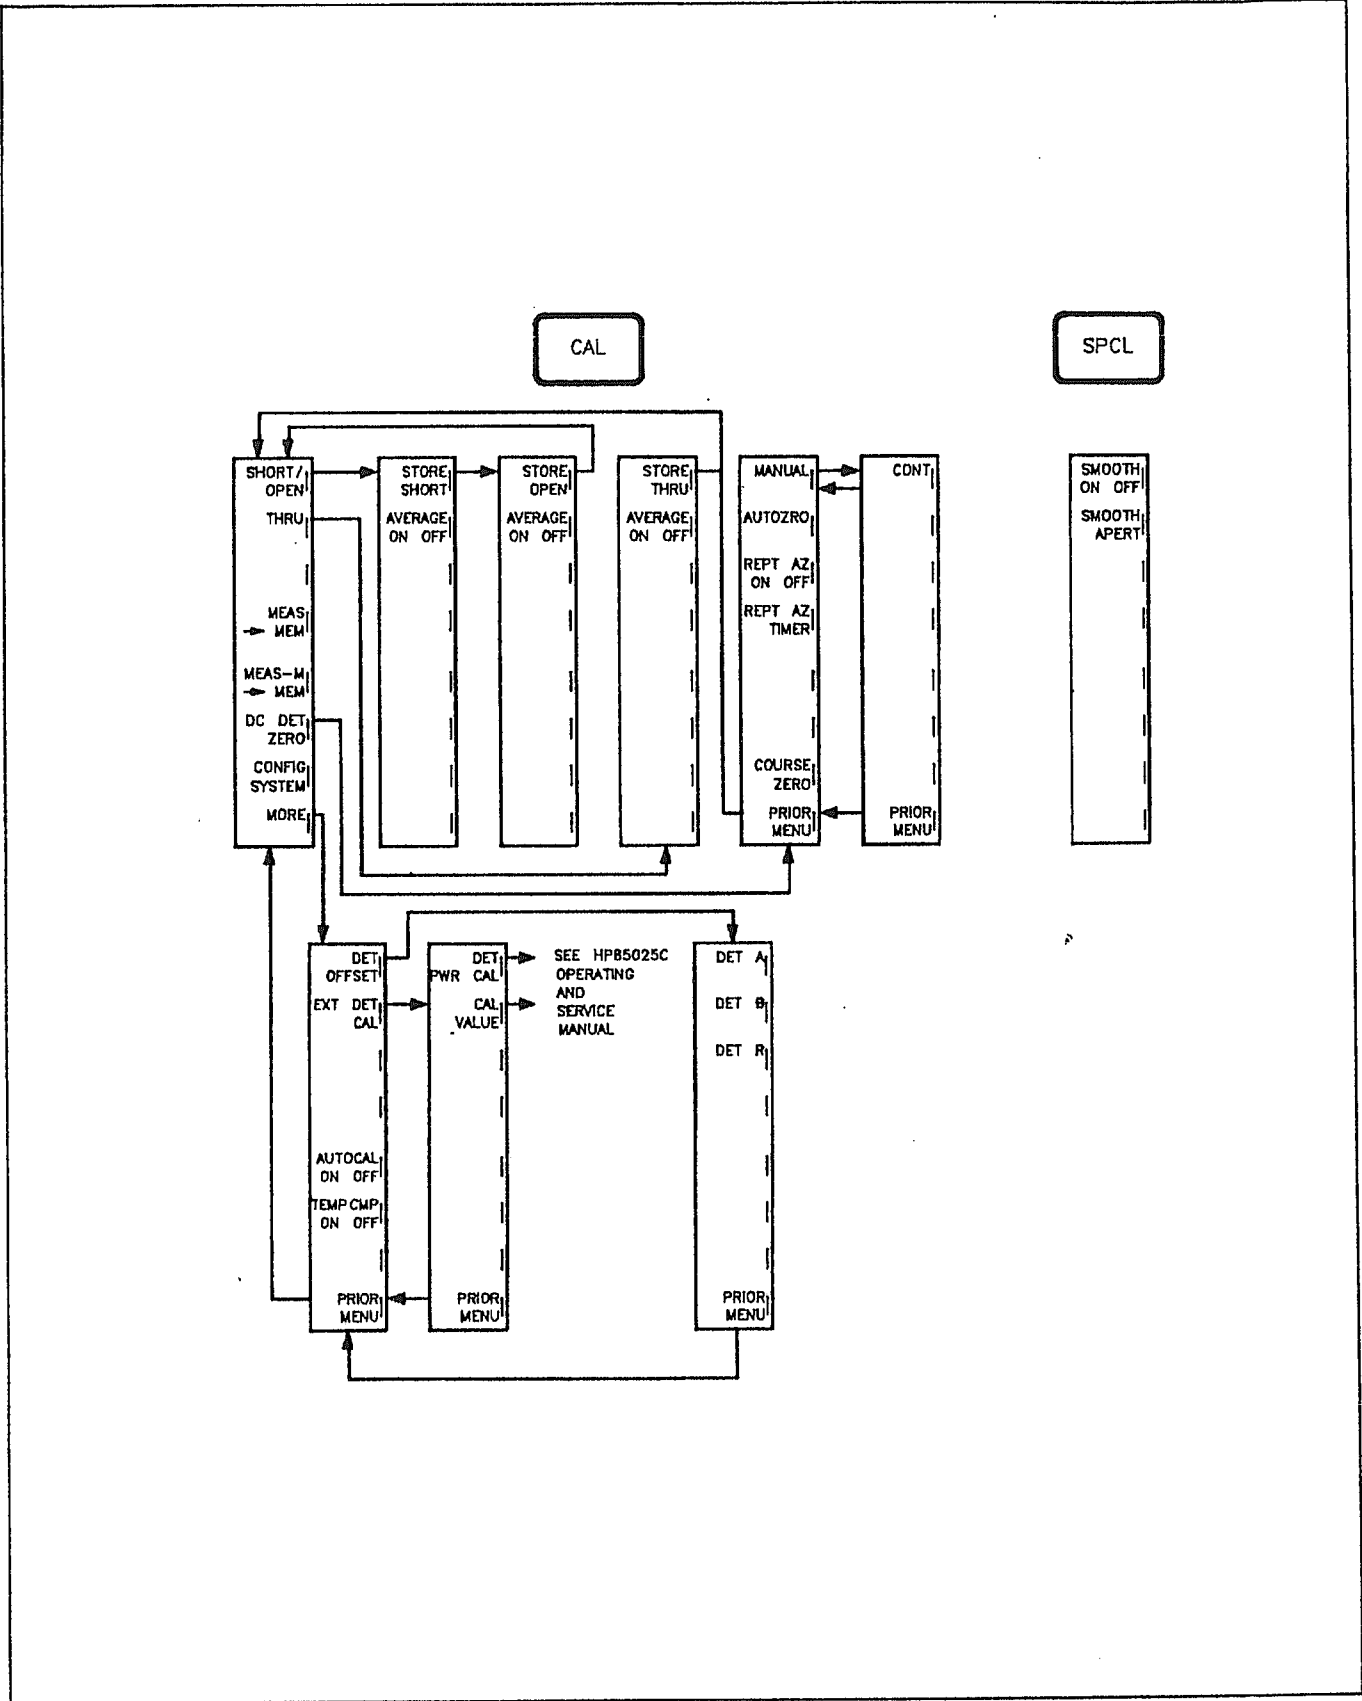 CAL
SPCL
SHORT/
OPEN
THRU
MEAS
→ MEM
MEAS-M
→ MEM
DC DET
ZERO
CONFIG
SYSTEM
MORE
STORE
SHORT
AVERAGE
ON OFF
STORE
OPEN
AVERAGE
ON OFF
STORE
THRU
AVERAGE
ON OFF
MANUAL
AUTOZRO
REPT AZ
ON OFF
REPT AZ
TIMER
COURSE
ZERO
PRIOR
MENU
CONT
PRIOR
MENU
SMOOTH
ON OFF
SMOOTH
APERT
DET
OFFSET
EXT DET
CAL
AUTOCAL
ON OFF
TEMPCMP
ON OFF
PRIOR
MENU
DET
PWR CAL
CAL
VALUE
PRIOR
MENU
SEE HP85025C
OPERATING
AND
SERVICE
MANUAL
DET A
DET B
DET R
PRIOR
MENU